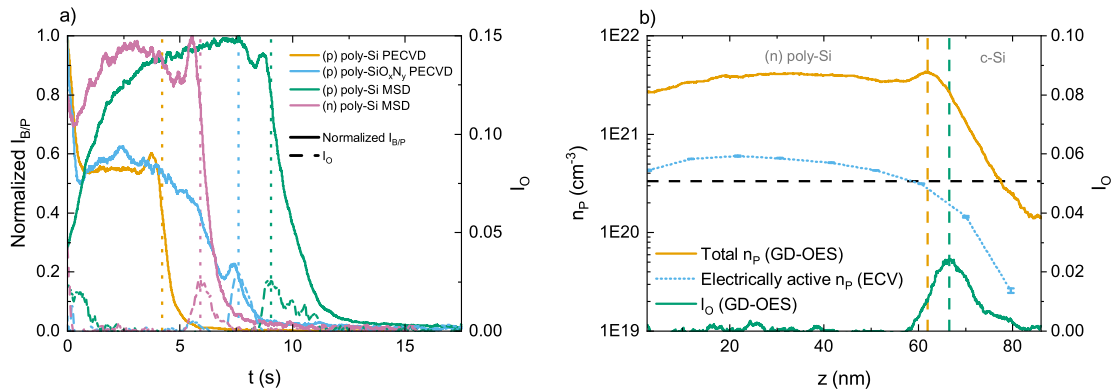 a)
Normalized I_B/P
1.0
0.8
0.6
0.4
0.2
0.0
0.15
0.10
0.05
0.00
I_O
(p) poly-Si PECVD
(p) poly-SiO_xN_y PECVD
(p) poly-Si MSD
(n) poly-Si MSD
Normalized I_B/P
I_O
0
5
10
15
t (s)
b)
n_P (cm^-3)
1E22
1E21
1E20
1E19
0.10
0.08
0.06
0.04
0.02
0.00
I_O
(n) poly-Si
c-Si
Total n_P (GD-OES)
Electrically active n_P (ECV)
I_O (GD-OES)
20
40
60
80
z (nm)